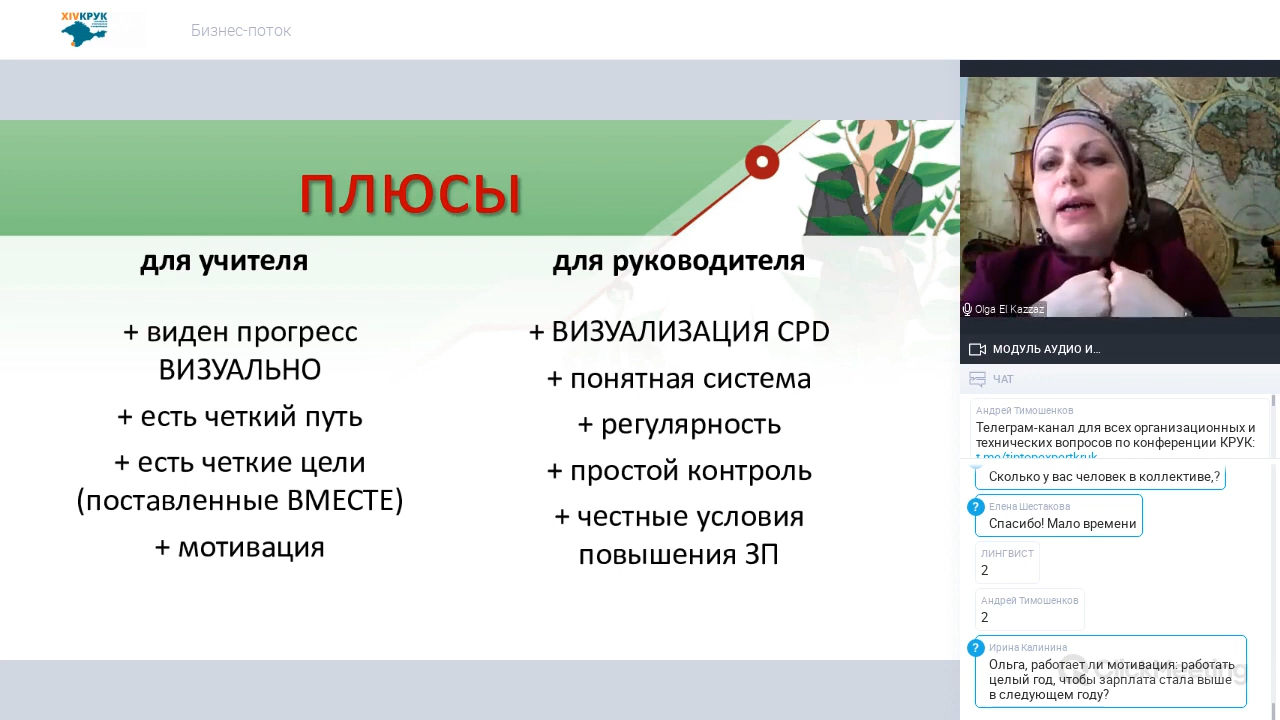 XIVКРУК
Бизнес-поток
плюсы
для учителя
+ виден прогресс
ВИЗУАЛЬНО
+ есть четкий путь
+ есть четкие цели
(поставленные ВМЕСТЕ)
+ мотивация
для руководителя
+ ВИЗУАЛИЗАЦИЯ CPD
+ понятная система
+ регулярность
+ простой контроль
+ честные условия
повышения ЗП
Olga El Kazzaz
МОДУЛЬ АУДИО И...
ЧАТ
Андрей Тимошенков
Телеграм-канал для всех организационных и
технических вопросов по конференции КРУК:
t.me/tiptopexpertkruk
Сколько у вас человек в коллективе,?
?
Елена Шестакова
Спасибо! Мало времени
ЛИНГВИСТ
2
Андрей Тимошенков
2
?
Ирина Калинина
Ольга, работает ли мотивация: работать
целый год, чтобы зарплата стала выше
в следующем году?
ClickMeeting